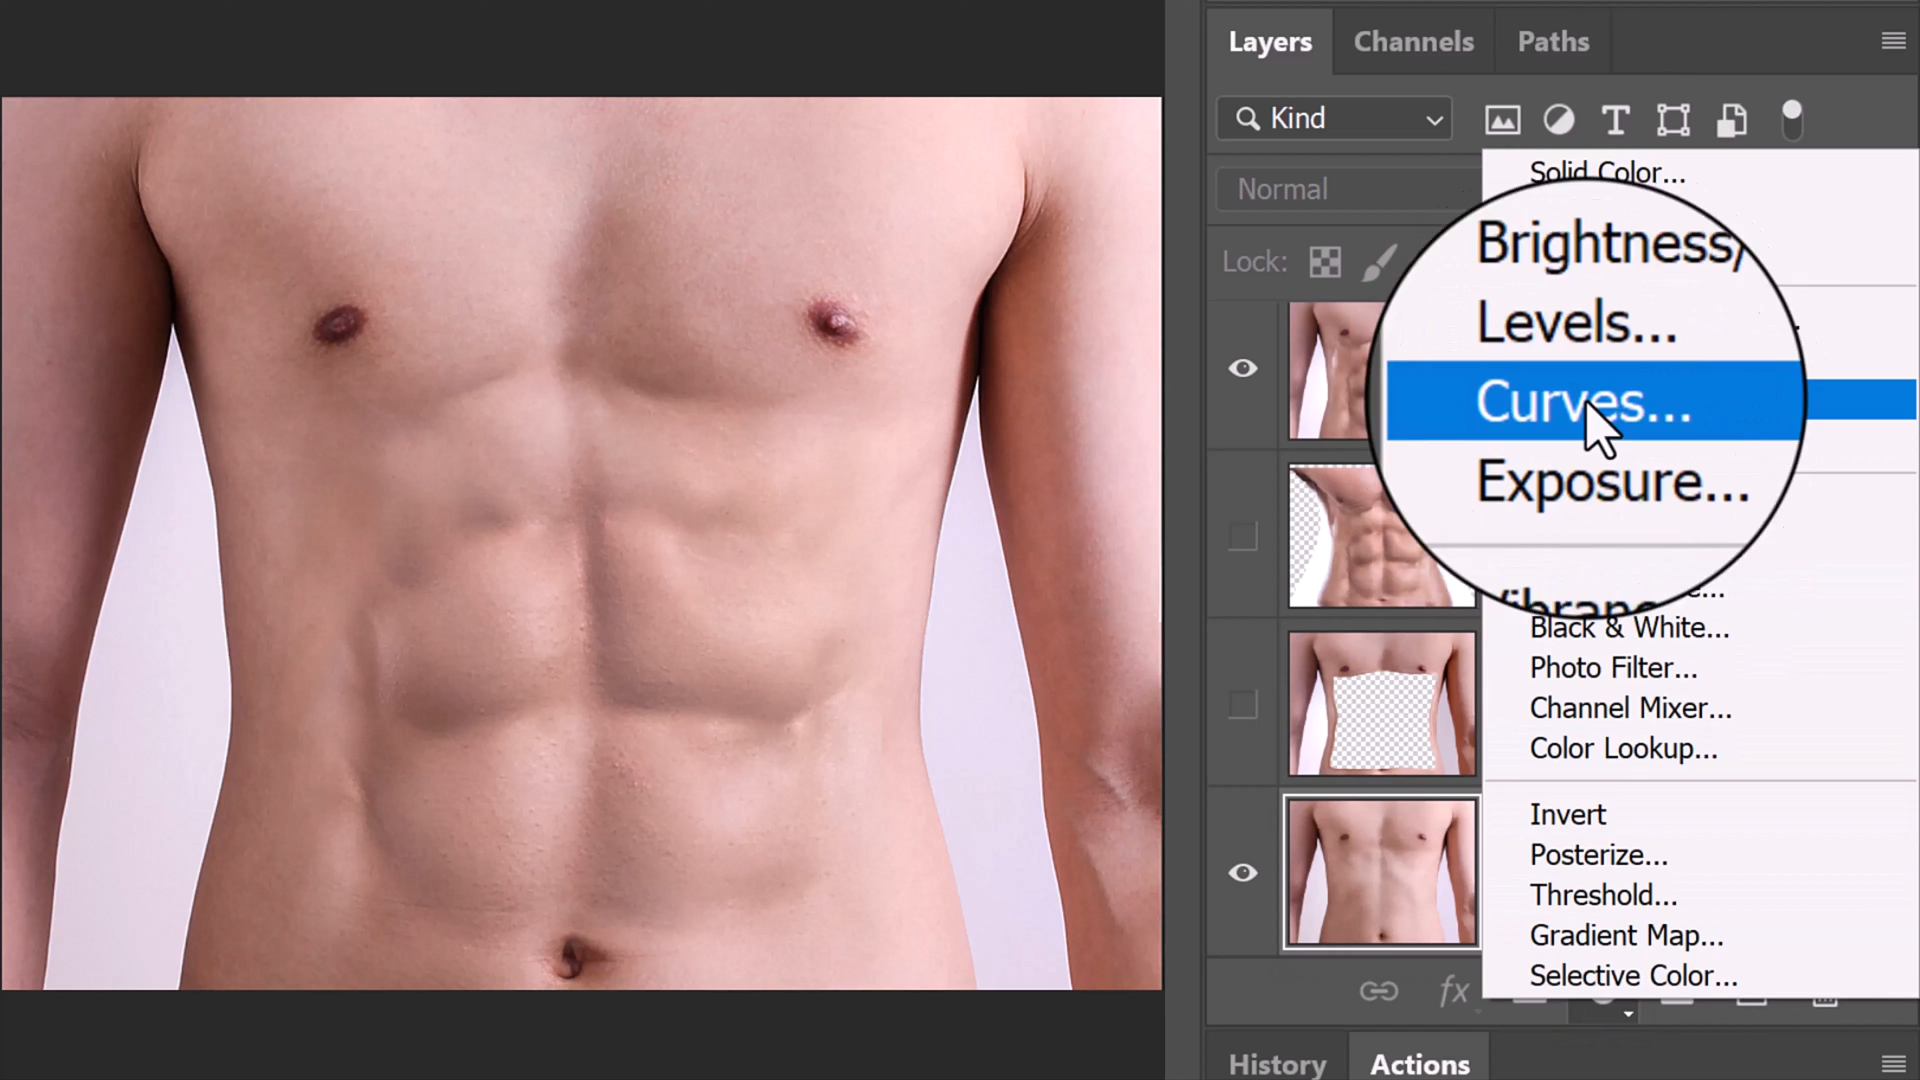 Layers Channels Paths
Kind
Normal
Solid Color...
Lock:
Brightness/
Levels...
Curves...
Exposure...
Black & White...
Photo Filter...
Channel Mixer...
Color Lookup...
Invert
Posterize...
Threshold...
Gradient Map...
Selective Color...
fx
History Actions